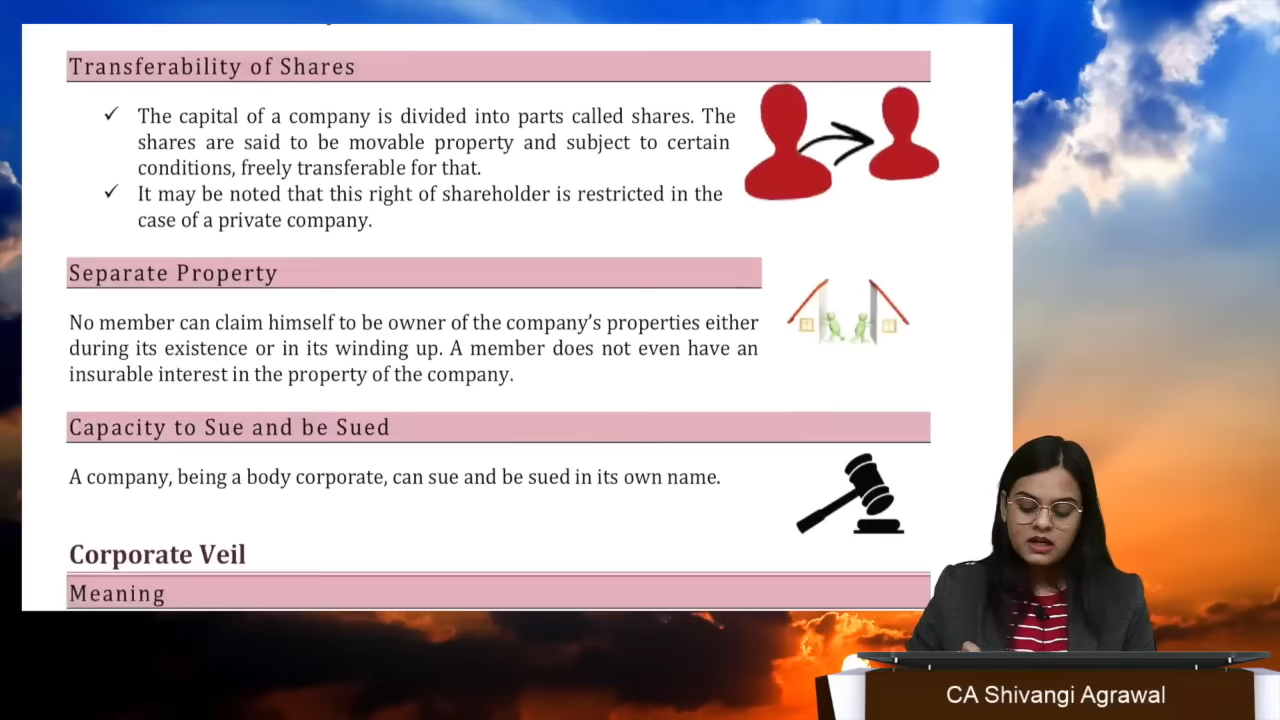 Transferability of Shares
✓ The capital of a company is divided into parts called shares. The
shares are said to be movable property and subject to certain
conditions, freely transferable for that.
✓ It may be noted that this right of shareholder is restricted in the
case of a private company.
Separate Property
No member can claim himself to be owner of the company's properties either
during its existence or in its winding up. A member does not even have an
insurable interest in the property of the company.
Capacity to Sue and be Sued
A company, being a body corporate, can sue and be sued in its own name.
Corporate Veil
Meaning
CA Shivangi Agrawal